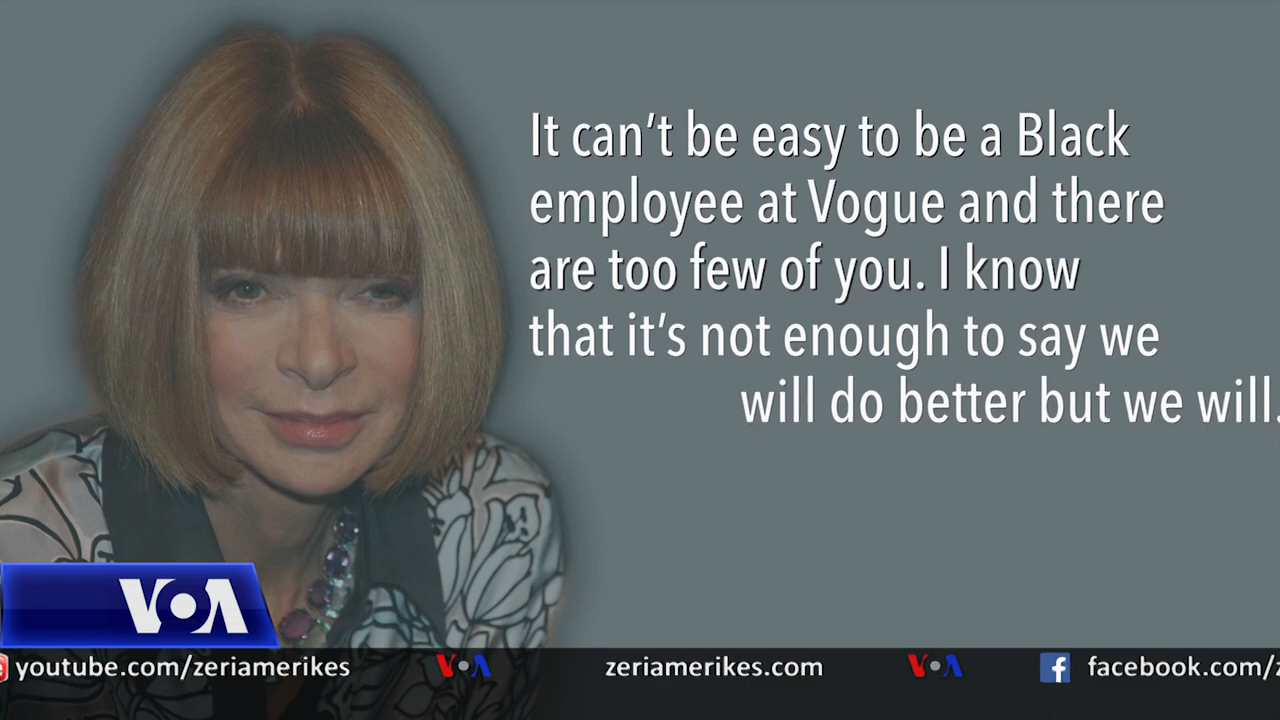 It can't be easy to be a Black
employee at Vogue and there
are too few of you. I know
that it's not enough to say we
will do better but we will.
VOA
youtube.com/zeriamerikes VOA zeriamerikes.com VOA facebook.com/z